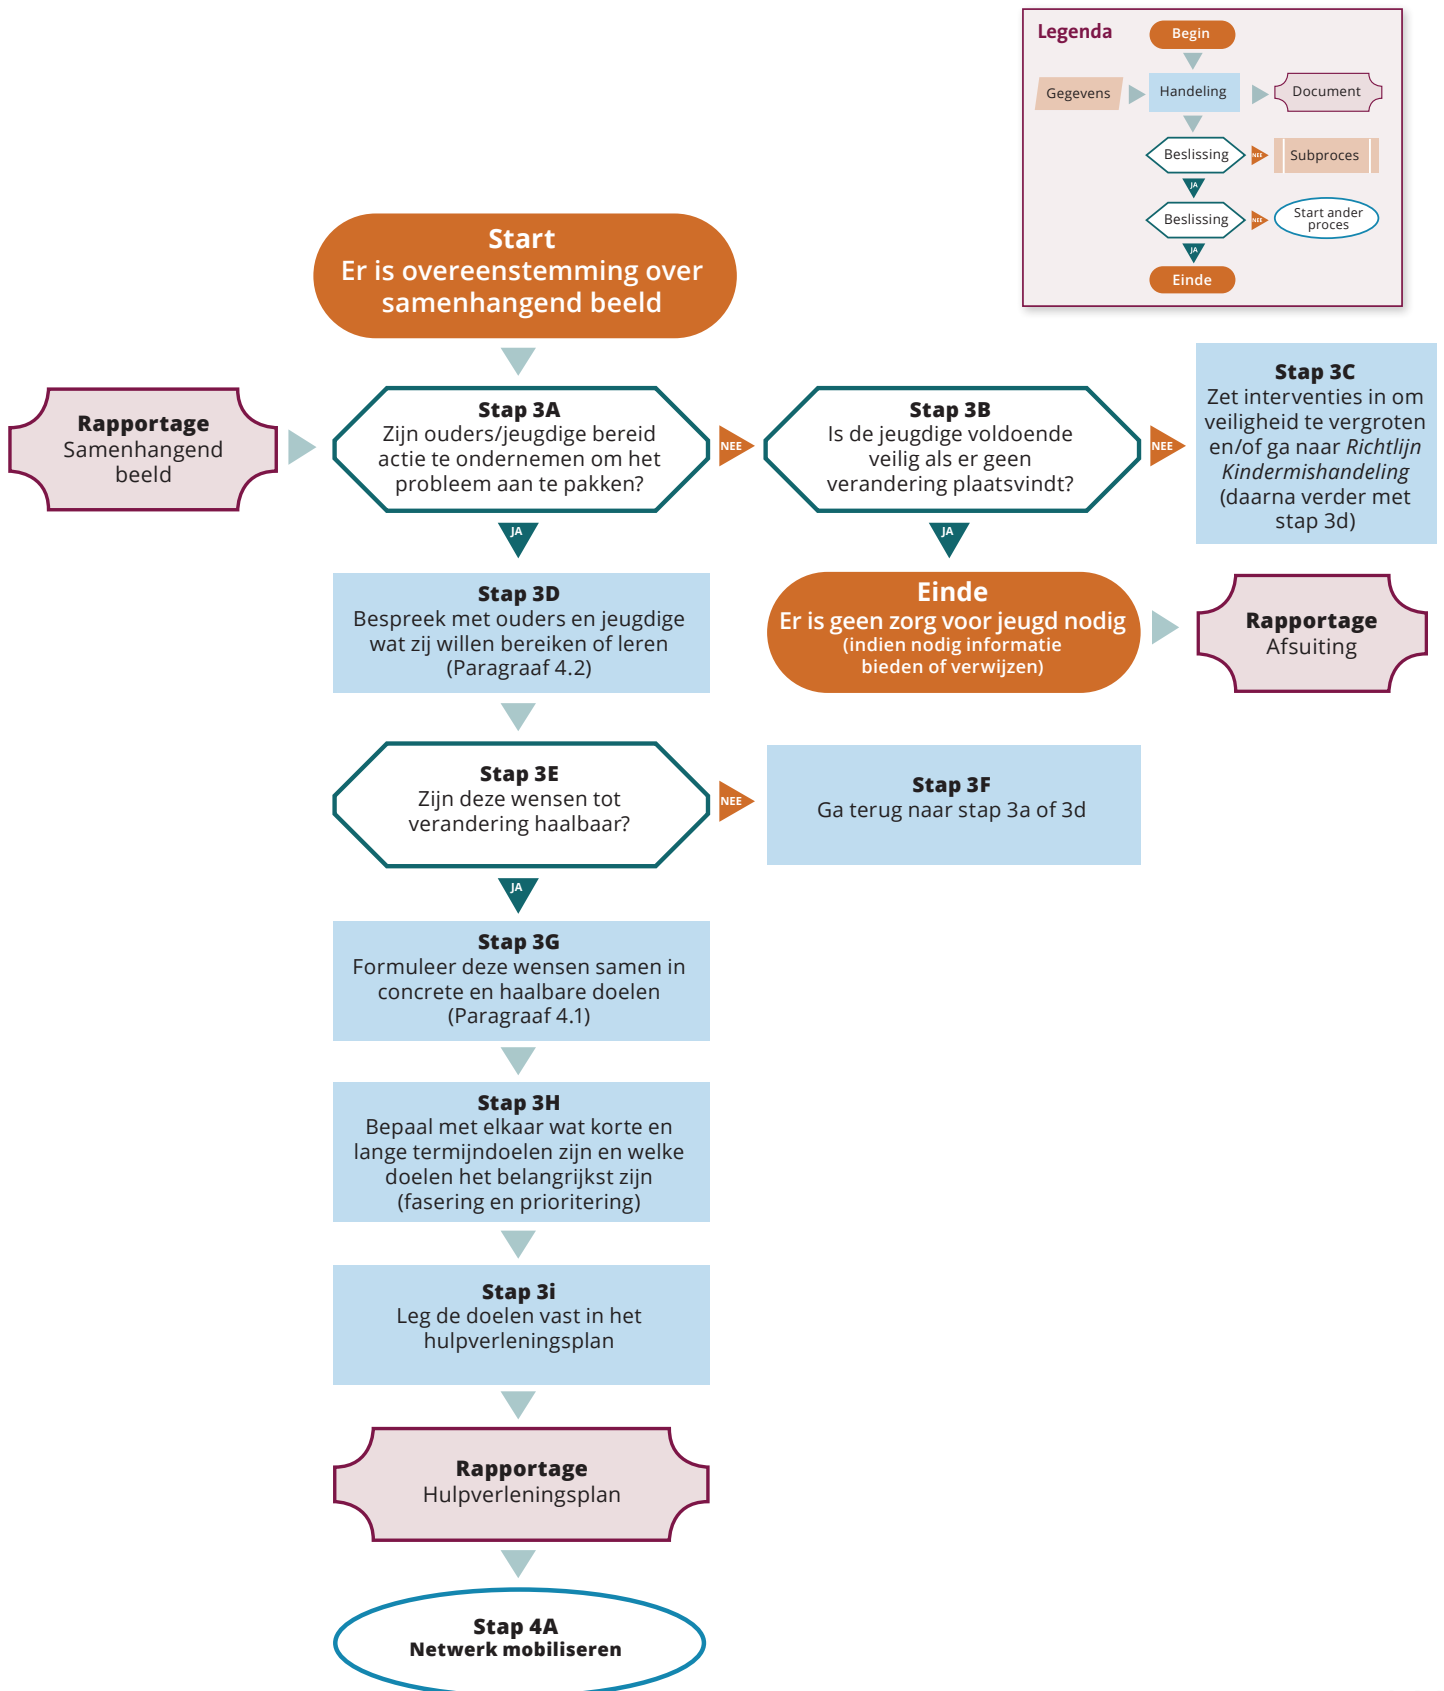 Legenda
Begin
Gegevens
Handeling
Document
Beslissing
NEE
Subproces
JA
Beslissing
NEE
Start ander
proces
JA
Einde
Start
Er is overeenstemming over
samenhangend beeld
Rapportage
Samenhangend
beeld
Stap 3A
Zijn ouders/jeugdige bereid
actie te ondernemen om het
probleem aan te pakken?
NEE
Stap 3B
Is de jeugdige voldoende
veilig als er geen
verandering plaatsvindt?
NEE
Stap 3C
Zet interventies in om
veiligheid te vergroten
en/of ga naar Richtlijn
Kindermishandeling
(daarna verder met
stap 3d)
JA
JA
Stap 3D
Bespreek met ouders en jeugdige
wat zij willen bereiken of leren
(Paragraaf 4.2)
Einde
Er is geen zorg voor jeugd nodig
(indien nodig informatie
bieden of verwijzen)
Rapportage
Afsuiting
Stap 3E
Zijn deze wensen tot
verandering haalbaar?
NEE
Stap 3F
Ga terug naar stap 3a of 3d
JA
Stap 3G
Formuleer deze wensen samen in
concrete en haalbare doelen
(Paragraaf 4.1)
Stap 3H
Bepaal met elkaar wat korte en
lange termijndoelen zijn en welke
doelen het belangrijkst zijn
(fasering en prioritering)
Stap 3i
Leg de doelen vast in het
hulpverleningsplan
Rapportage
Hulpverleningsplan
Stap 4A
Netwerk mobiliseren